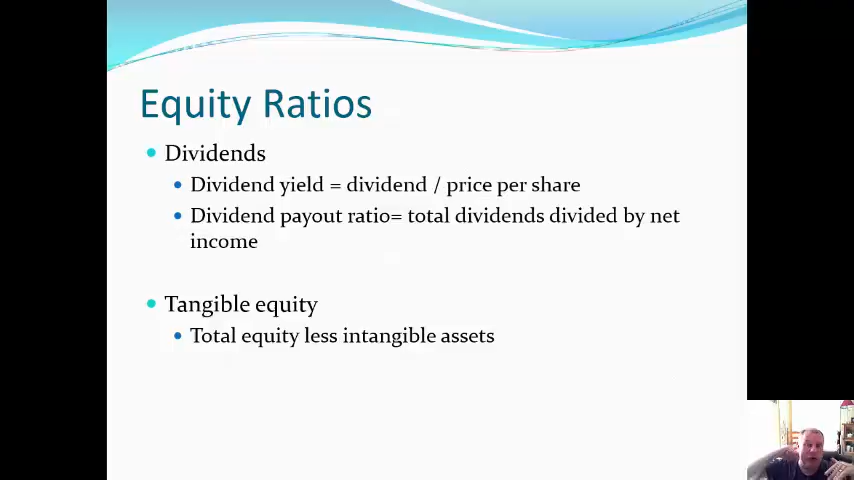 Equity Ratios
Dividends
Dividend yield = dividend / price per share
Dividend payout ratio= total dividends divided by net
income
Tangible equity
Total equity less intangible assets